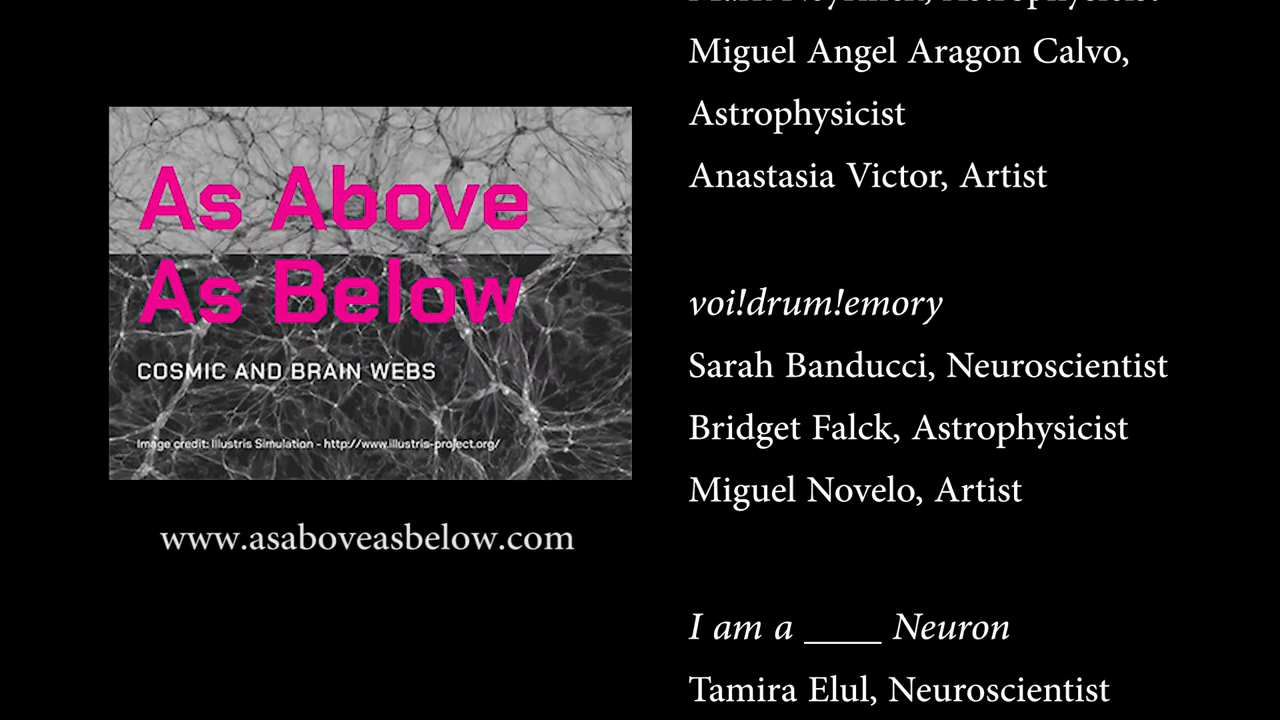 As Above
As Below
COSMIC AND BRAIN WEBS
Image credit: Illustris Simulation - http://www.illustris-project.org/
www.asaboveasbelow.com
Miguel Angel Aragon Calvo,
Astrophysicist
Anastasia Victor, Artist
voi!drum!emory
Sarah Banducci, Neuroscientist
Bridget Falck, Astrophysicist
Miguel Novelo, Artist
I am a ____ Neuron
Tamira Elul, Neuroscientist